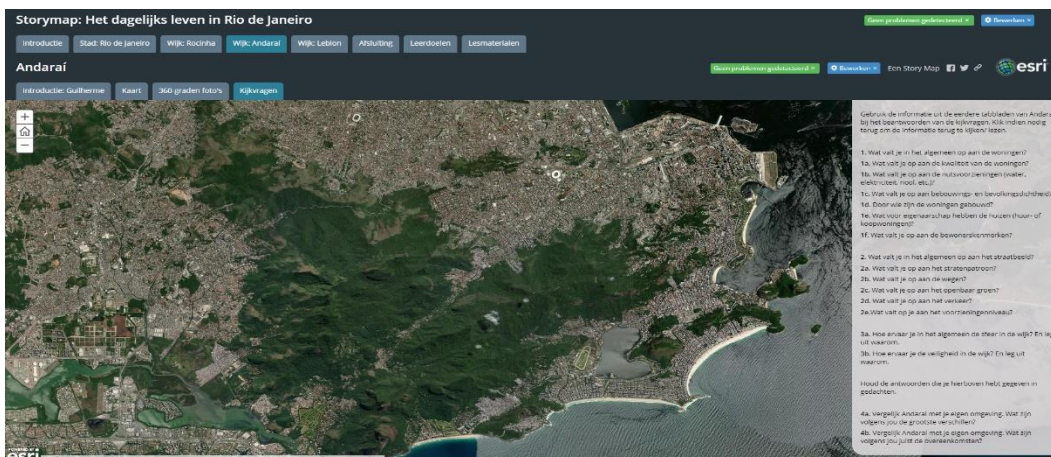 Storymap: Het dagelijks leven in Rio de Janeiro
Geen problemen gedetecteerd ×
Bewerken ×
Introductie
Stad: Rio de Janeiro
Wijk: Rocinha
Wijk: Andaraí
Wijk: Leblon
Afsluiting
Leerdoelen
Lesmaterialen
Andaraí
Geen problemen gedetecteerd ×
Bewerken ×
Een Story Map
esri
Introductie: Guilherme
Kaart
360 graden foto's
Kijkvragen
Gebruik de informatie uit de eerdere tabbladen van Andaraí
bij het beantwoorden van de kijkvragen. Klik indien nodig
terug om de informatie terug te kijken/ lezen.
1. Wat valt je in het algemeen op aan de woningen?
1a. Wat valt je op aan de kwaliteit van de woningen?
1b. Wat valt je op aan de nutsvoorzieningen (water,
elektriciteit, riool, etc.)?
1c. Wat valt je op aan bebouwings- en bevolkingsdichtheid?
1d. Door wie zijn de woningen gebouwd?
1e. Wat voor eigenaarschap hebben de huizen (huur- of
koopwoningen)?
1f. Wat valt je op aan de bewonerskenmerken?
2. Wat valt je in het algemeen op aan het straatbeeld?
2a. Wat valt je op aan het stratenpatroon?
2b. Wat valt je op aan de wegen?
2c. Wat valt je op aan het openbaar groen?
2d. Wat valt je op aan het verkeer?
2e.Wat valt op je aan het voorzieningenniveau?
3a. Hoe ervaar je in het algemeen de sfeer in de wijk? En leg
uit waarom.
3b. Hoe ervaar je de veiligheid in de wijk? En leg uit
waarom.
Houd de antwoorden die je hierboven hebt gegeven in
gedachten.
4a. Vergelijk Andaraí met je eigen omgeving. Wat zijn
volgens jou de grootste verschillen?
4b. Vergelijk Andaraí met je eigen omgeving. Wat zijn
volgens jou juist de overeenkomsten?
POWERED BY
esri